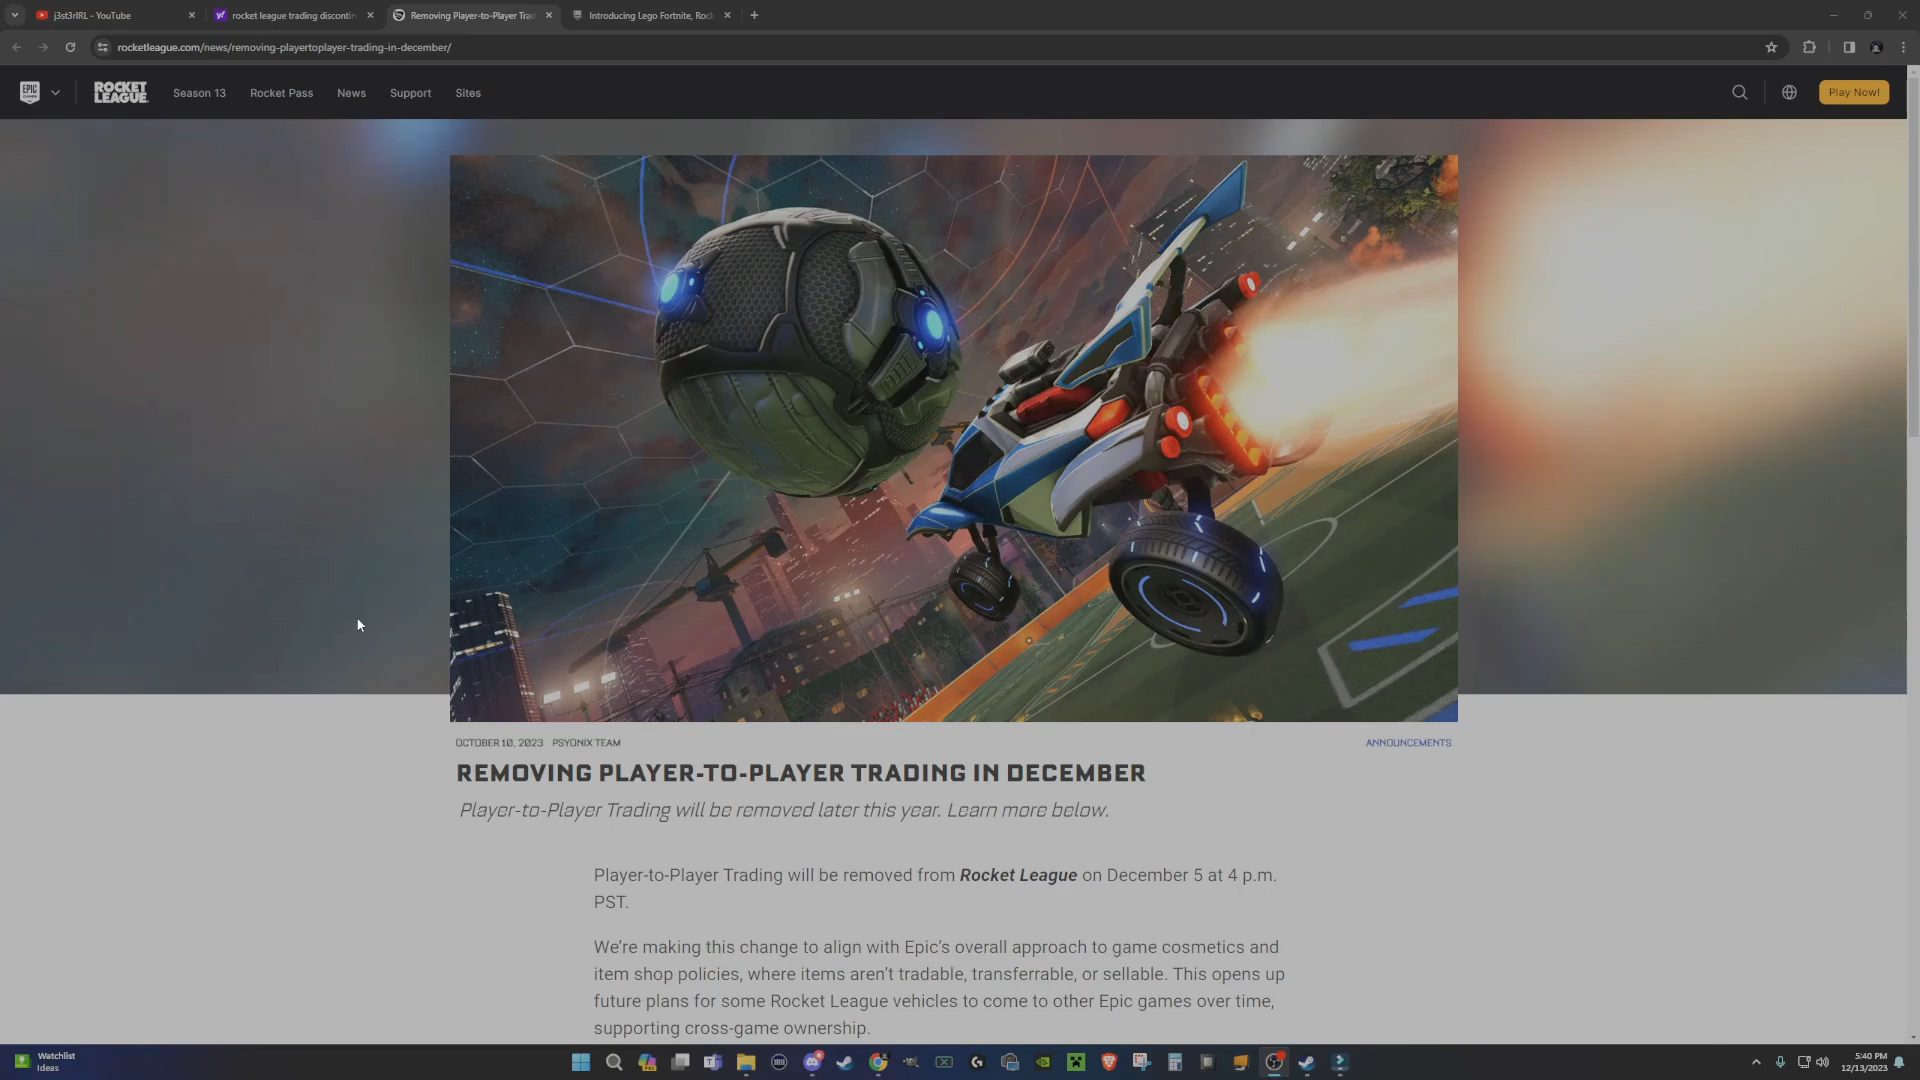 j3st3rIRL - YouTube
rocket league trading discontin
Removing Player-to-Player Trad
Introducing Lego Fortnite, Rock
rocketleague.com/news/removing-playertoplayer-trading-in-december/
EPIC GAMES
ROCKET LEAGUE
Season 13
Rocket Pass
News
Support
Sites
Play Now!
OCTOBER 10, 2023 PSYONIX TEAM
ANNOUNCEMENTS
REMOVING PLAYER-TO-PLAYER TRADING IN DECEMBER
Player-to-Player Trading will be removed later this year. Learn more below.
Player-to-Player Trading will be removed from Rocket League on December 5 at 4 p.m.
PST.
We're making this change to align with Epic's overall approach to game cosmetics and
item shop policies, where items aren't tradable, transferrable, or sellable. This opens up
future plans for some Rocket League vehicles to come to other Epic games over time,
supporting cross-game ownership.
Watchlist
Ideas
5:40 PM
12/13/2023